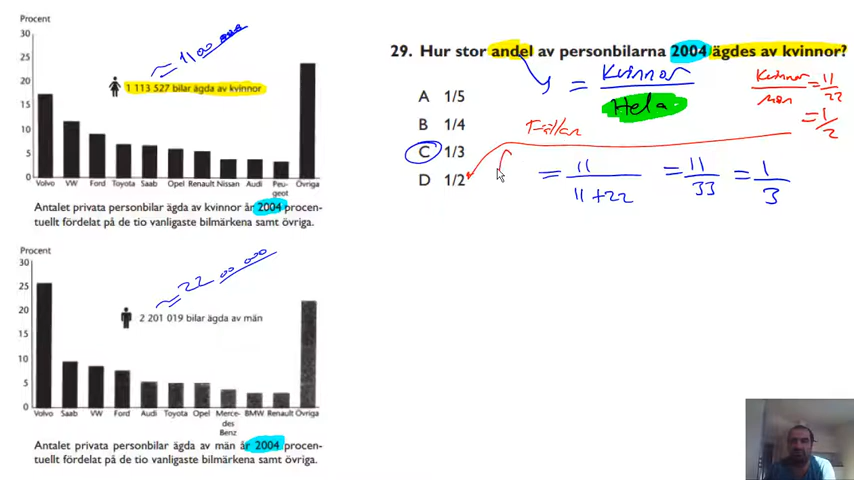 Procent
30
25
20
15
10
5
0
≈ 1100 000
1 113 527 bilar ägda av kvinnor
Volvo VW Ford Toyota Saab Opel Renault Nissan Audi Peu-geot Övriga
Antalet privata personbilar ägda av kvinnor år 2004 procen-
tuellt fördelat på de tio vanligaste bilmärkena samt övriga.
Procent
30
25
20
15
10
5
0
≈ 22 00 000
2 201 019 bilar ägda av män
Volvo Saab VW Ford Audi Toyota Opel Merce-des Benz BMW Renault Övriga
Antalet privata personbilar ägda av män år 2004 procen-
tuellt fördelat på de tio vanligaste bilmärkena samt övriga.
29. Hur stor andel av personbilarna 2004 ägdes av kvinnor?
= Kvinnor / Hela
Kvinnor / män = 11/22
= 1/2
A 1/5
B 1/4
C 1/3
D 1/2
Fällan
= 11 / 11+22 = 11/33 = 1/3